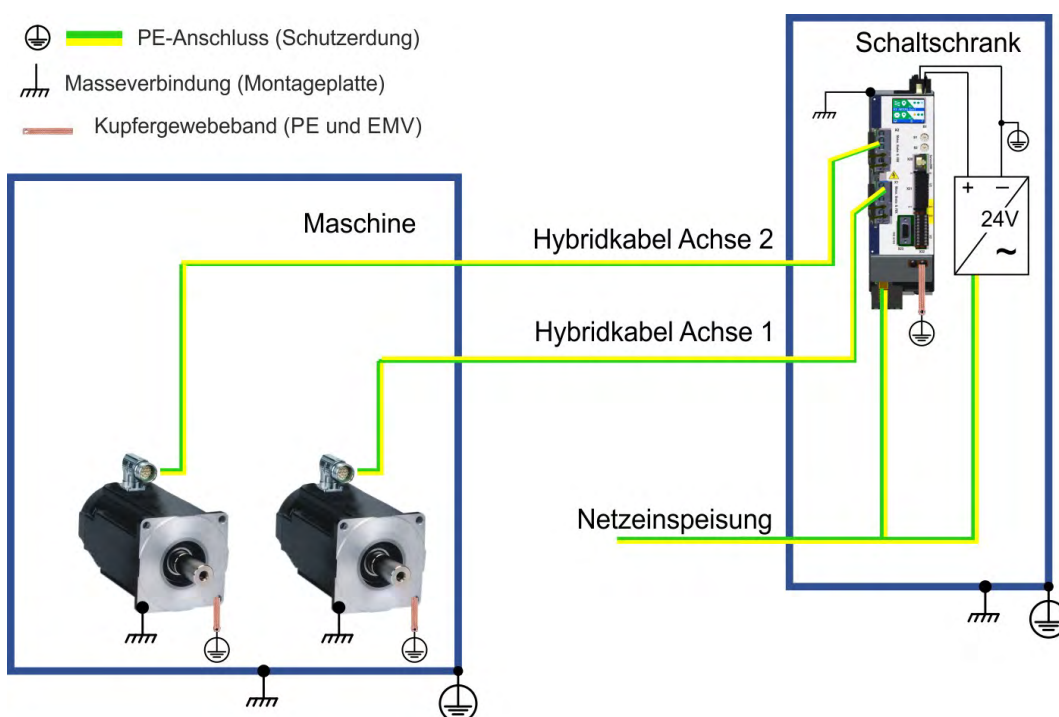 PE-Anschluss (Schutzerdung)
Masseverbindung (Montageplatte)
Kupfergewebeband (PE und EMV)
Schaltschrank
Maschine
Hybridkabel Achse 2
+ −
24V
~
Hybridkabel Achse 1
Netzeinspeisung